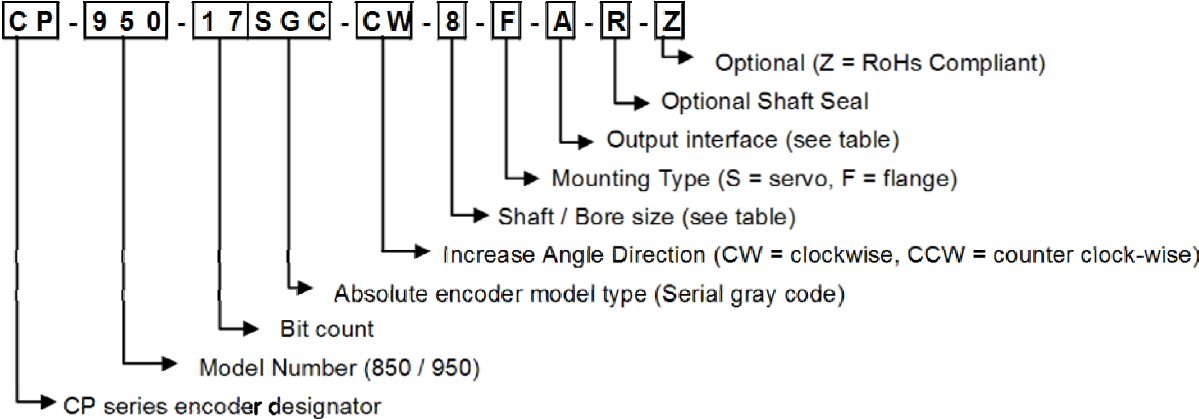 CP-950-17SGC-CW-8-F-A-R-Z
Optional (Z = RoHs Compliant)
Optional Shaft Seal
Output interface (see table)
Mounting Type (S = servo, F = flange)
Shaft / Bore size (see table)
Increase Angle Direction (CW = clockwise, CCW = counter clock-wise)
Absolute encoder model type (Serial gray code)
Bit count
Model Number (850 / 950)
CP series encoder designator